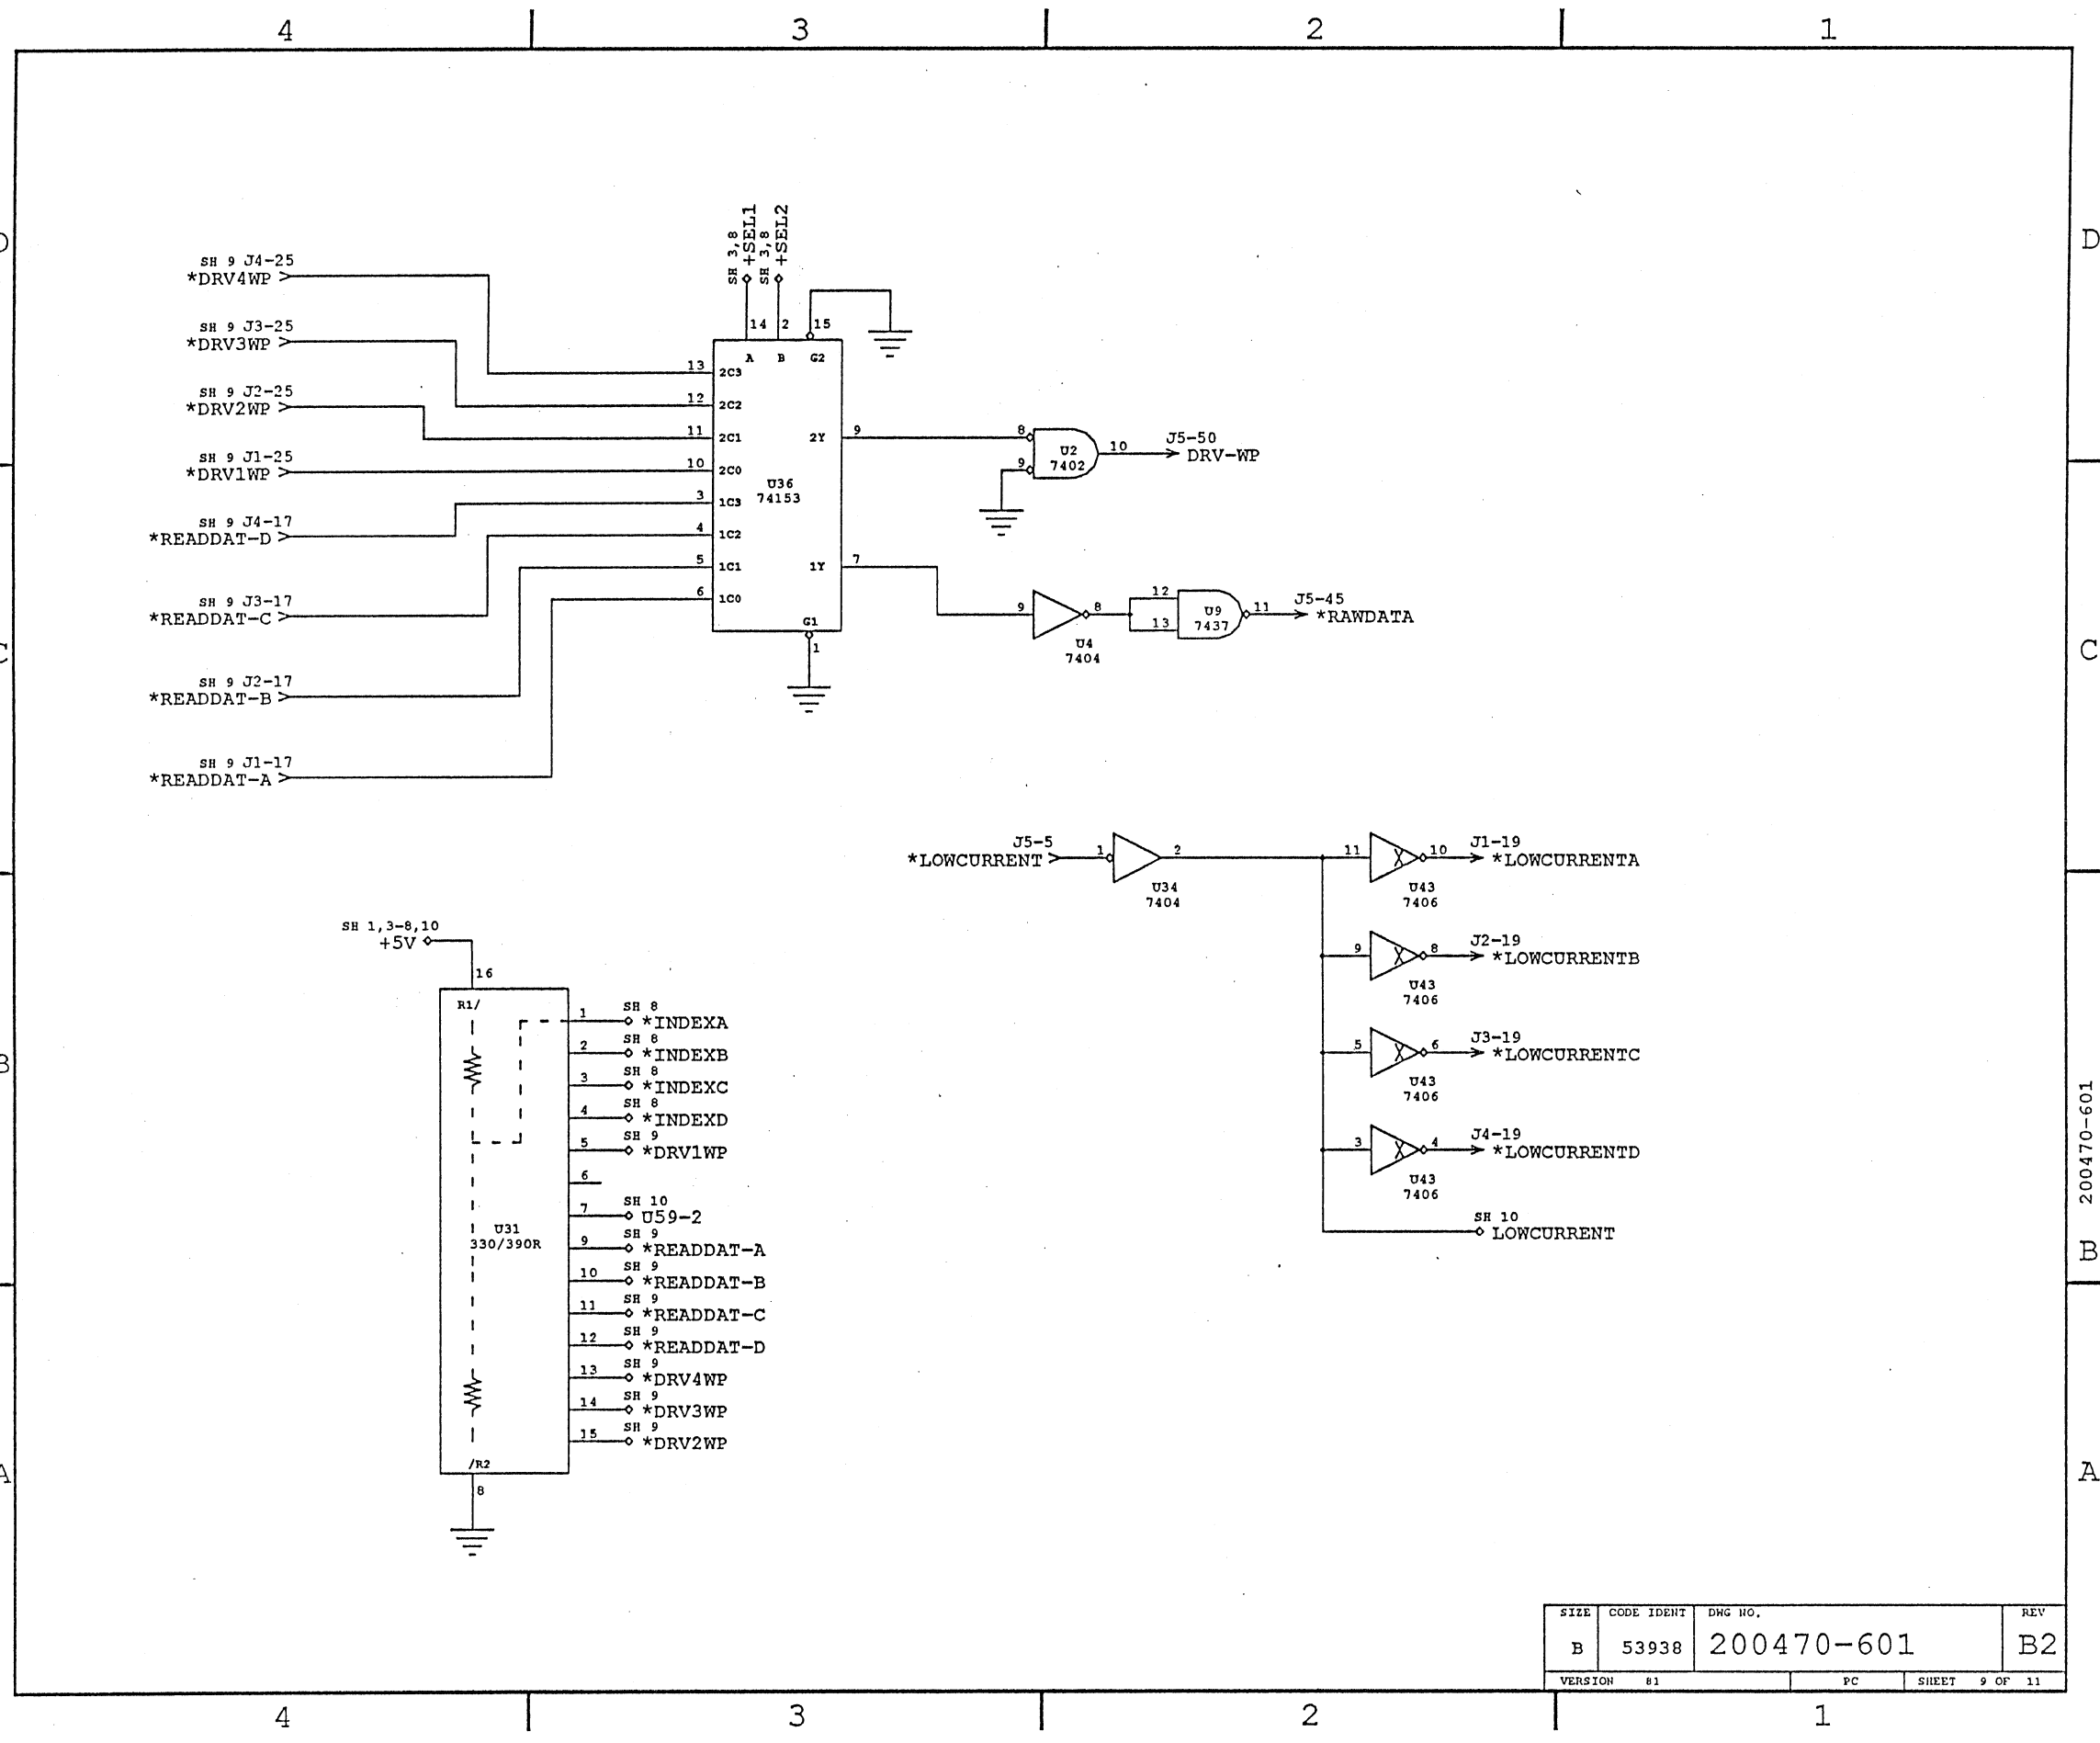 4 3 2 1
D
D
SH 3,8
+SEL1
SH 3,8
+SEL2
SH 9 J4-25
*DRV4WP
SH 9 J3-25
*DRV3WP
SH 9 J2-25
*DRV2WP
SH 9 J1-25
*DRV1WP
SH 9 J4-17
*READDAT-D
SH 9 J3-17
*READDAT-C
SH 9 J2-17
*READDAT-B
SH 9 J1-17
*READDAT-A
14 2 15
A B G2
13 2C3
12 2C2
11 2C1 2Y 9
10 2C0
U36
74153
3 1C3
4 1C2
5 1C1 1Y 7
6 1C0
G1
1
8
9
U2
7402
10
J5-50
DRV-WP
9 8
U4
7404
12
13
U9
7437
11
J5-45
*RAWDATA
C
C
J5-5
*LOWCURRENT
1 2
U34
7404
11 10
J1-19
*LOWCURRENTA
U43
7406
9 8
J2-19
*LOWCURRENTB
U43
7406
5 6
J3-19
*LOWCURRENTC
U43
7406
3 4
J4-19
*LOWCURRENTD
U43
7406
SH 10
LOWCURRENT
SH 1,3-8,10
+5V
16
R1/
U31
330/390R
/R2
8
1 SH 8
*INDEXA
2 SH 8
*INDEXB
3 SH 8
*INDEXC
4 SH 8
*INDEXD
5 SH 9
*DRV1WP
6
7 SH 10
U59-2
9 SH 9
*READDAT-A
10 SH 9
*READDAT-B
11 SH 9
*READDAT-C
12 SH 9
*READDAT-D
13 SH 9
*DRV4WP
14 SH 9
*DRV3WP
15 SH 9
*DRV2WP
B
B
200470-601
A
A
SIZE CODE IDENT DWG NO. REV
B 53938 200470-601 B2
VERSION 81 PC SHEET 9 OF 11
4 3 2 1